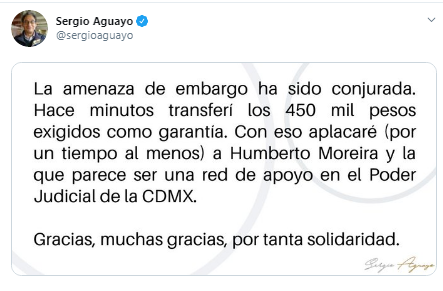 Sergio Aguayo
@sergioaguayo
La amenaza de embargo ha sido conjurada.
Hace minutos transferí los 450 mil pesos
exigidos como garantía. Con eso aplacaré (por
un tiempo al menos) a Humberto Moreira y la
que parece ser una red de apoyo en el Poder
Judicial de la CDMX.
Gracias, muchas gracias, por tanta solidaridad.
Sergio Aguayo